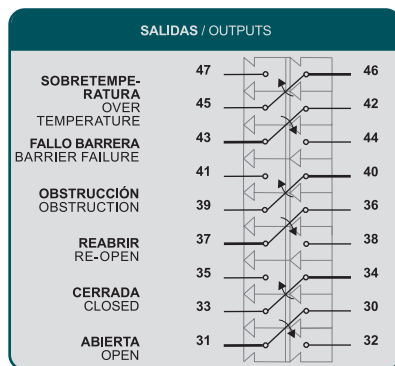 SALIDAS / OUTPUTS
47 46
SOBRETEMPE-
RATURA
OVER
TEMPERATURE
45 42
FALLO BARRERA
BARRIER FAILURE
43 44
41 40
OBSTRUCCIÓN
OBSTRUCTION
39 36
REABRIR
RE-OPEN
37 38
35 34
CERRADA
CLOSED
33 30
ABIERTA
OPEN
31 32